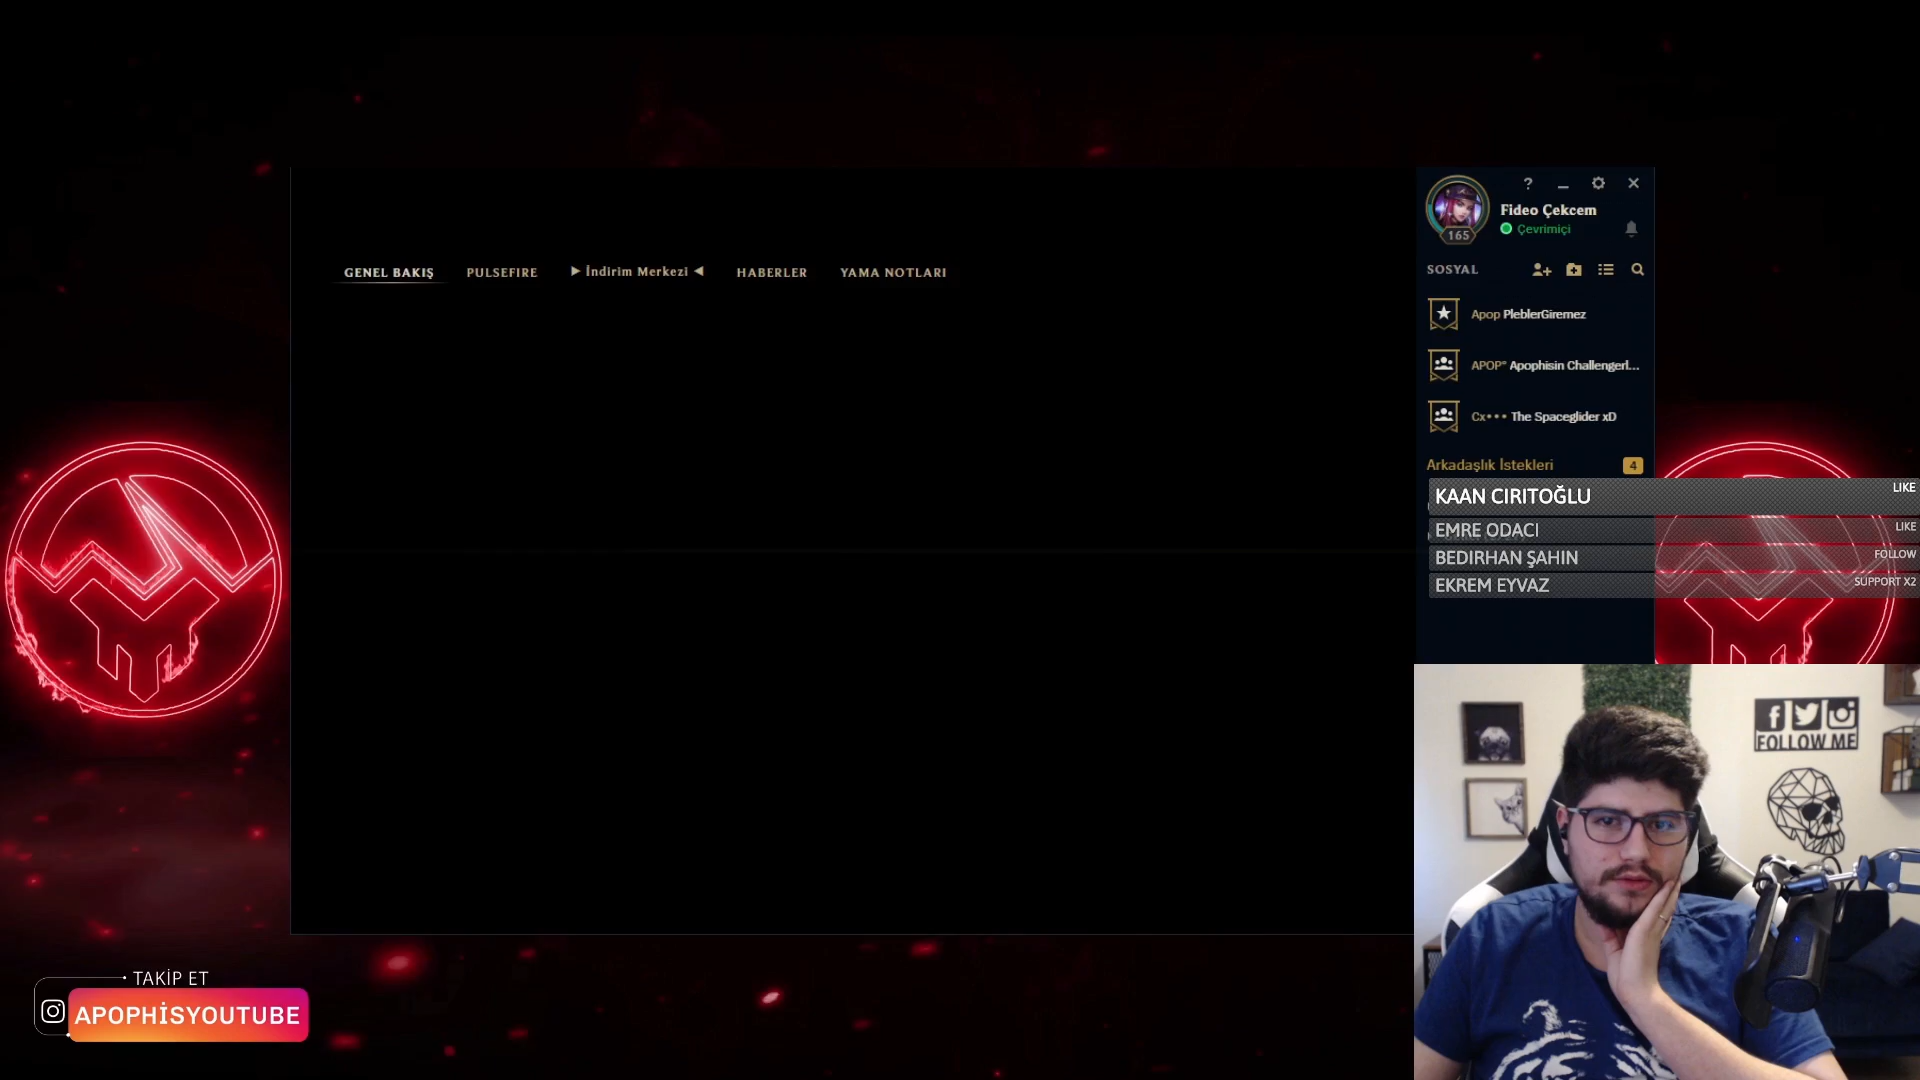 GENEL BAKIŞ
PULSEFIRE
İndirim Merkezi
HABERLER
YAMA NOTLARI
?
Fideo Çekcem
Çevrimiçi
165
SOSYAL
Apop PleblerGiremez
APOP° Apophisin Challengerl...
Cx••• The Spaceglider xD
Arkadaşlık İstekleri 4
KAAN CIRITOĞLU LIKE
EMRE ODACI LIKE
BEDIRHAN ŞAHIN FOLLOW
EKREM EYVAZ SUPPORT X2
FOLLOW ME
TAKİP ET
APOPHİSYOUTUBE